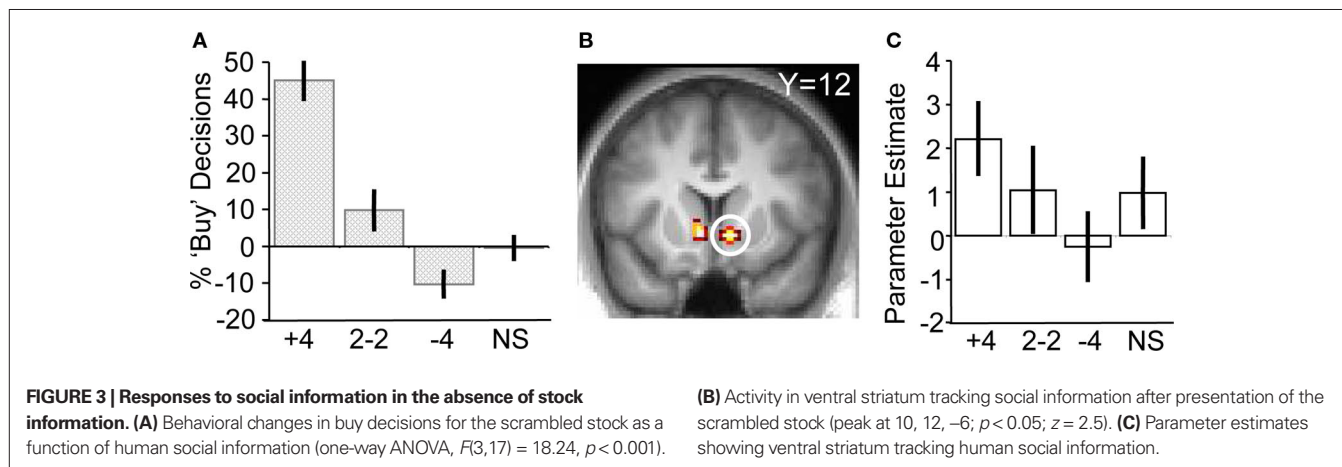 A
% 'Buy' Decisions
50
40
30
20
10
0
-10
-20
+4 2-2 -4 NS
B
Y=12
C
Parameter Estimate
4
3
2
1
0
-1
-2
+4 2-2 -4 NS
FIGURE 3 | Responses to social information in the absence of stock
information. (A) Behavioral changes in buy decisions for the scrambled stock as a
function of human social information (one-way ANOVA, F(3,17) = 18.24, p < 0.001).
(B) Activity in ventral striatum tracking social information after presentation of the
scrambled stock (peak at 10, 12, –6; p < 0.05; z = 2.5). (C) Parameter estimates
showing ventral striatum tracking human social information.